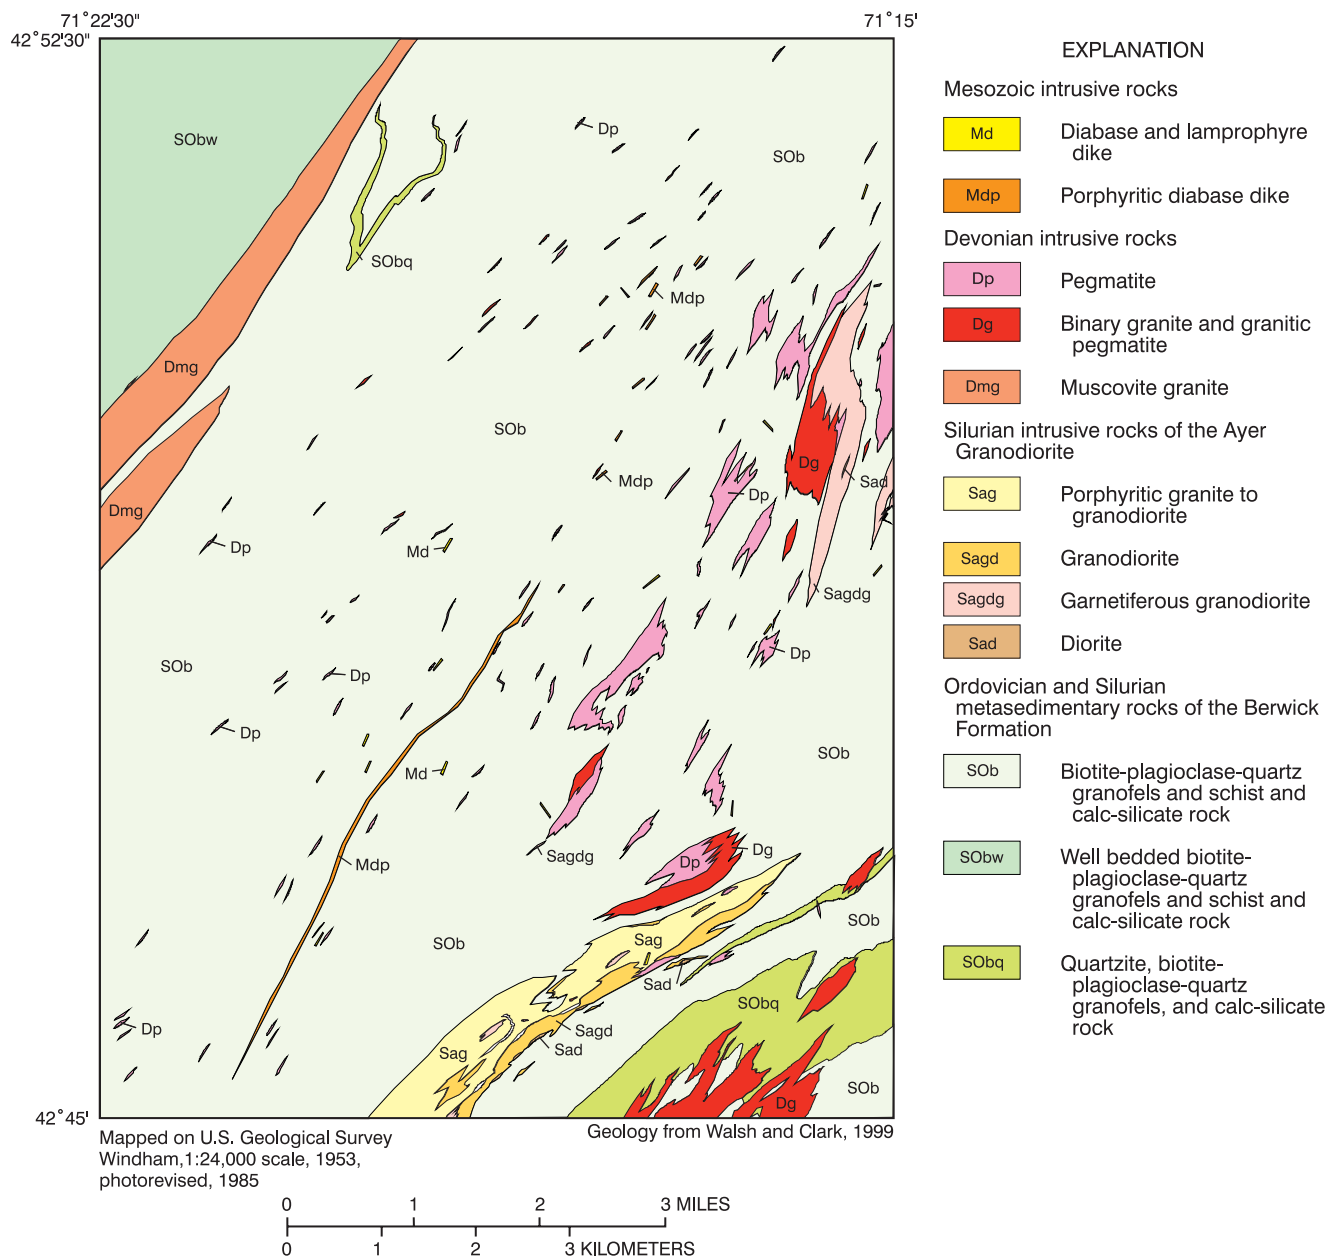 71°22'30"
71°15'
42°52'30"
EXPLANATION
Mesozoic intrusive rocks
Md
Diabase and lamprophyre
dike
Mdp
Porphyritic diabase dike
Devonian intrusive rocks
Dp
Pegmatite
Dg
Binary granite and granitic
pegmatite
Dmg
Muscovite granite
Silurian intrusive rocks of the Ayer
Granodiorite
Sag
Porphyritic granite to
granodiorite
Sagd
Granodiorite
Sagdg
Garnetiferous granodiorite
Sad
Diorite
Ordovician and Silurian
metasedimentary rocks of the Berwick
Formation
SOb
Biotite-plagioclase-quartz
granofels and schist and
calc-silicate rock
SObw
Well bedded biotite-
plagioclase-quartz
granofels and schist and
calc-silicate rock
SObq
Quartzite, biotite-
plagioclase-quartz
granofels, and calc-silicate
rock
SObw
Dp
SOb
SObq
Mdp
Dmg
SOb
Dg
Sad
Mdp
Dp
Dmg
Dp
Md
Sagdg
SOb
Dp
Dp
Dp
SOb
Md
Sagdg
Mdp
Dp
Dg
SOb
SOb
Sag
Sad
SObq
Dp
Sagd
Sad
Sag
SOb
Dg
42°45'
Mapped on U.S. Geological Survey
Windham,1:24,000 scale, 1953,
photorevised, 1985
Geology from Walsh and Clark, 1999
0 1 2 3 MILES
0 1 2 3 KILOMETERS